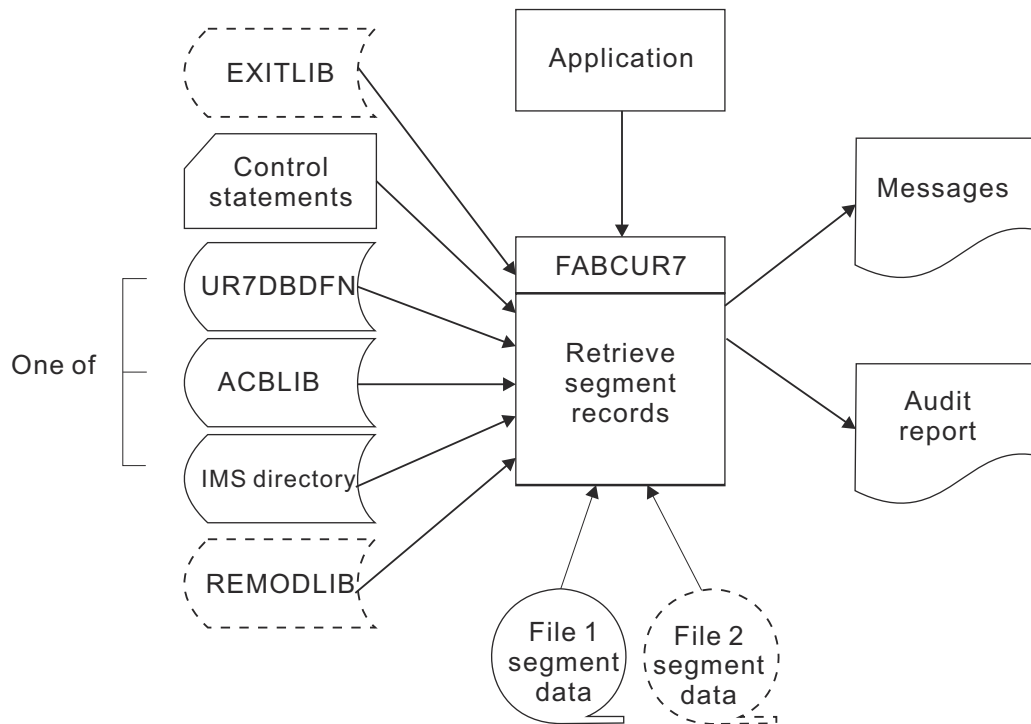 EXITLIB
Application
Control
statements
Messages
UR7DBDFN
FABCUR7
One of
ACBLIB
Retrieve
segment
records
Audit
report
IMS directory
REMODLIB
File 1
segment
data
File 2
segment
data